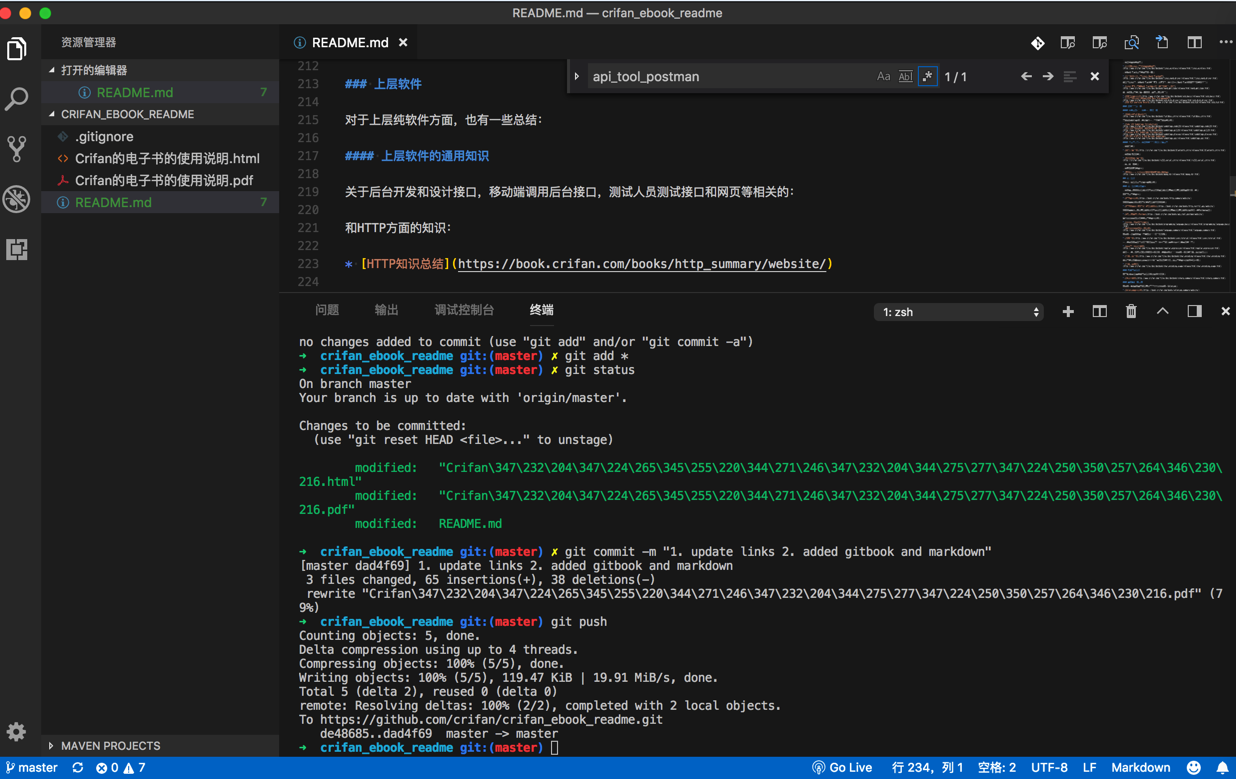 README.md — crifan_ebook_readme
资源管理器
README.md
打开的编辑器
README.md 7
CRIFAN_EBOOK_README
.gitignore
Crifan的电子书的使用说明.html
Crifan的电子书的使用说明.pdf
README.md 7
MAVEN PROJECTS
api_tool_postman Aa Abl .* 1 / 1
212
213 ### 上层软件
214
215 对于上层纯软件方面，也有一些总结：
216
217 #### 上层软件的通用知识
218
219 关于后台开发和设计接口，移动端调用后台接口，测试人员测试接口和网页等相关的：
220
221 和HTTP方面的知识：
222
223 * [HTTP知识总结](https://book.crifan.com/books/http_summary/website/)
224
问题 输出 调试控制台 终端 1: zsh
no changes added to commit (use "git add" and/or "git commit -a")
➜ crifan_ebook_readme git:(master) ✗ git add *
➜ crifan_ebook_readme git:(master) ✗ git status
On branch master
Your branch is up to date with 'origin/master'.
Changes to be committed:
(use "git reset HEAD <file>..." to unstage)
modified: "Crifan\347\232\204\347\224\265\345\255\220\344\271\246\347\232\204\344\275\277\347\224\250\350\257\264\346\230\
216.html"
modified: "Crifan\347\232\204\347\224\265\345\255\220\344\271\246\347\232\204\344\275\277\347\224\250\350\257\264\346\230\
216.pdf"
modified: README.md
➜ crifan_ebook_readme git:(master) ✗ git commit -m "1. update links 2. added gitbook and markdown"
[master dad4f69] 1. update links 2. added gitbook and markdown
3 files changed, 65 insertions(+), 38 deletions(-)
rewrite "Crifan\347\232\204\347\224\265\345\255\220\344\271\246\347\232\204\344\275\277\347\224\250\350\257\264\346\230\216.pdf" (7
9%)
➜ crifan_ebook_readme git:(master) git push
Counting objects: 5, done.
Delta compression using up to 4 threads.
Compressing objects: 100% (5/5), done.
Writing objects: 100% (5/5), 119.47 KiB | 19.91 MiB/s, done.
Total 5 (delta 2), reused 0 (delta 0)
remote: Resolving deltas: 100% (2/2), completed with 2 local objects.
To https://github.com/crifan/crifan_ebook_readme.git
de48685..dad4f69 master -> master
➜ crifan_ebook_readme git:(master)
master 0 7 Go Live 行 234，列 1 空格: 2 UTF-8 LF Markdown